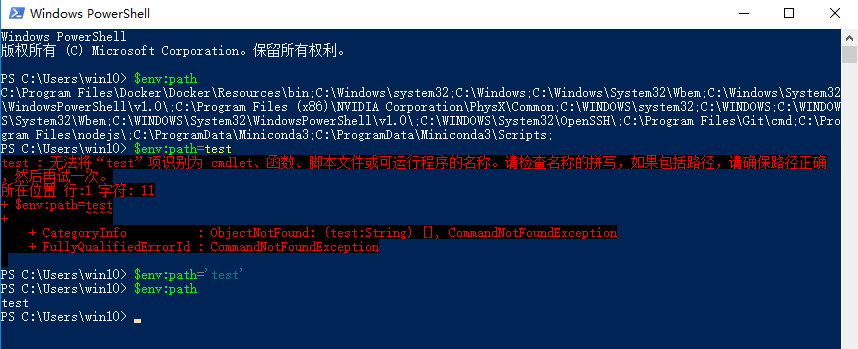 Windows PowerShell
Windows PowerShell
版权所有 (C) Microsoft Corporation。保留所有权利。
PS C:\Users\win10> $env:path
C:\Program Files\Docker\Docker\Resources\bin;C:\Windows\system32;C:\Windows;C:\Windows\System32\Wbem;C:\Windows\System32
\WindowsPowerShell\v1.0\;C:\Program Files (x86)\NVIDIA Corporation\PhysX\Common;C:\WINDOWS\system32;C:\WINDOWS;C:\WINDOW
S\System32\Wbem;C:\WINDOWS\System32\WindowsPowerShell\v1.0\;C:\WINDOWS\System32\OpenSSH\;C:\Program Files\Git\cmd;C:\Pro
gram Files\nodejs\;C:\ProgramData\Miniconda3;C:\ProgramData\Miniconda3\Scripts;
PS C:\Users\win10> $env:path=test
test : 无法将“test”项识别为 cmdlet、函数、脚本文件或可运行程序的名称。请检查名称的拼写，如果包括路径，请确保路径正确
，然后再试一次。
所在位置 行:1 字符: 11
+ $env:path=test
+           ~~~~
    + CategoryInfo          : ObjectNotFound: (test:String) [], CommandNotFoundException
    + FullyQualifiedErrorId : CommandNotFoundException
PS C:\Users\win10> $env:path='test'
PS C:\Users\win10> $env:path
test
PS C:\Users\win10>